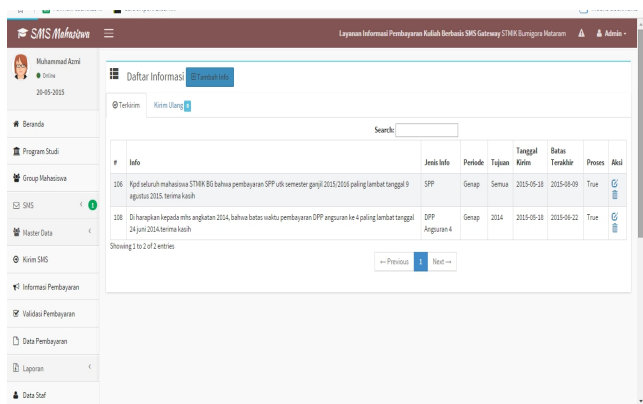 SMS Mahasiswa
Layanan Informasi Pembayaran Kuliah Berbasis SMS Gateway STMIK Bumigora Mataram
Admin
Muhammad Azmi
Online
20-05-2015
Beranda
Program Studi
Group Mahasiswa
SMS
Master Data
Kirim SMS
Informasi Pembayaran
Validasi Pembayaran
Data Pembayaran
Laporan
Data Staf
Daftar Informasi
Tambah Info
Terkirim Kirim Ulang
Search:
# Info Jenis Info Periode Tujuan Tanggal Kirim Batas Terakhir Proses Aksi
106 Kpd seluruh mahasiswa STMIK BG bahwa pembayaran SPP utk semester ganjil 2015/2016 paling lambat tanggal 9 SPP Genap Semua 2015-05-18 2015-08-09 True
agustus 2015. terima kasih
108 Di harapkan kepada mhs angkatan 2014, bahwa batas waktu pembayaran DPP angsuran ke 4 paling lambat tanggal DPP Genap 2014 2015-05-18 2015-06-22 True
24 juni 2014.terima kasih Angsuran 4
Showing 1 to 2 of 2 entries
← Previous 1 Next →